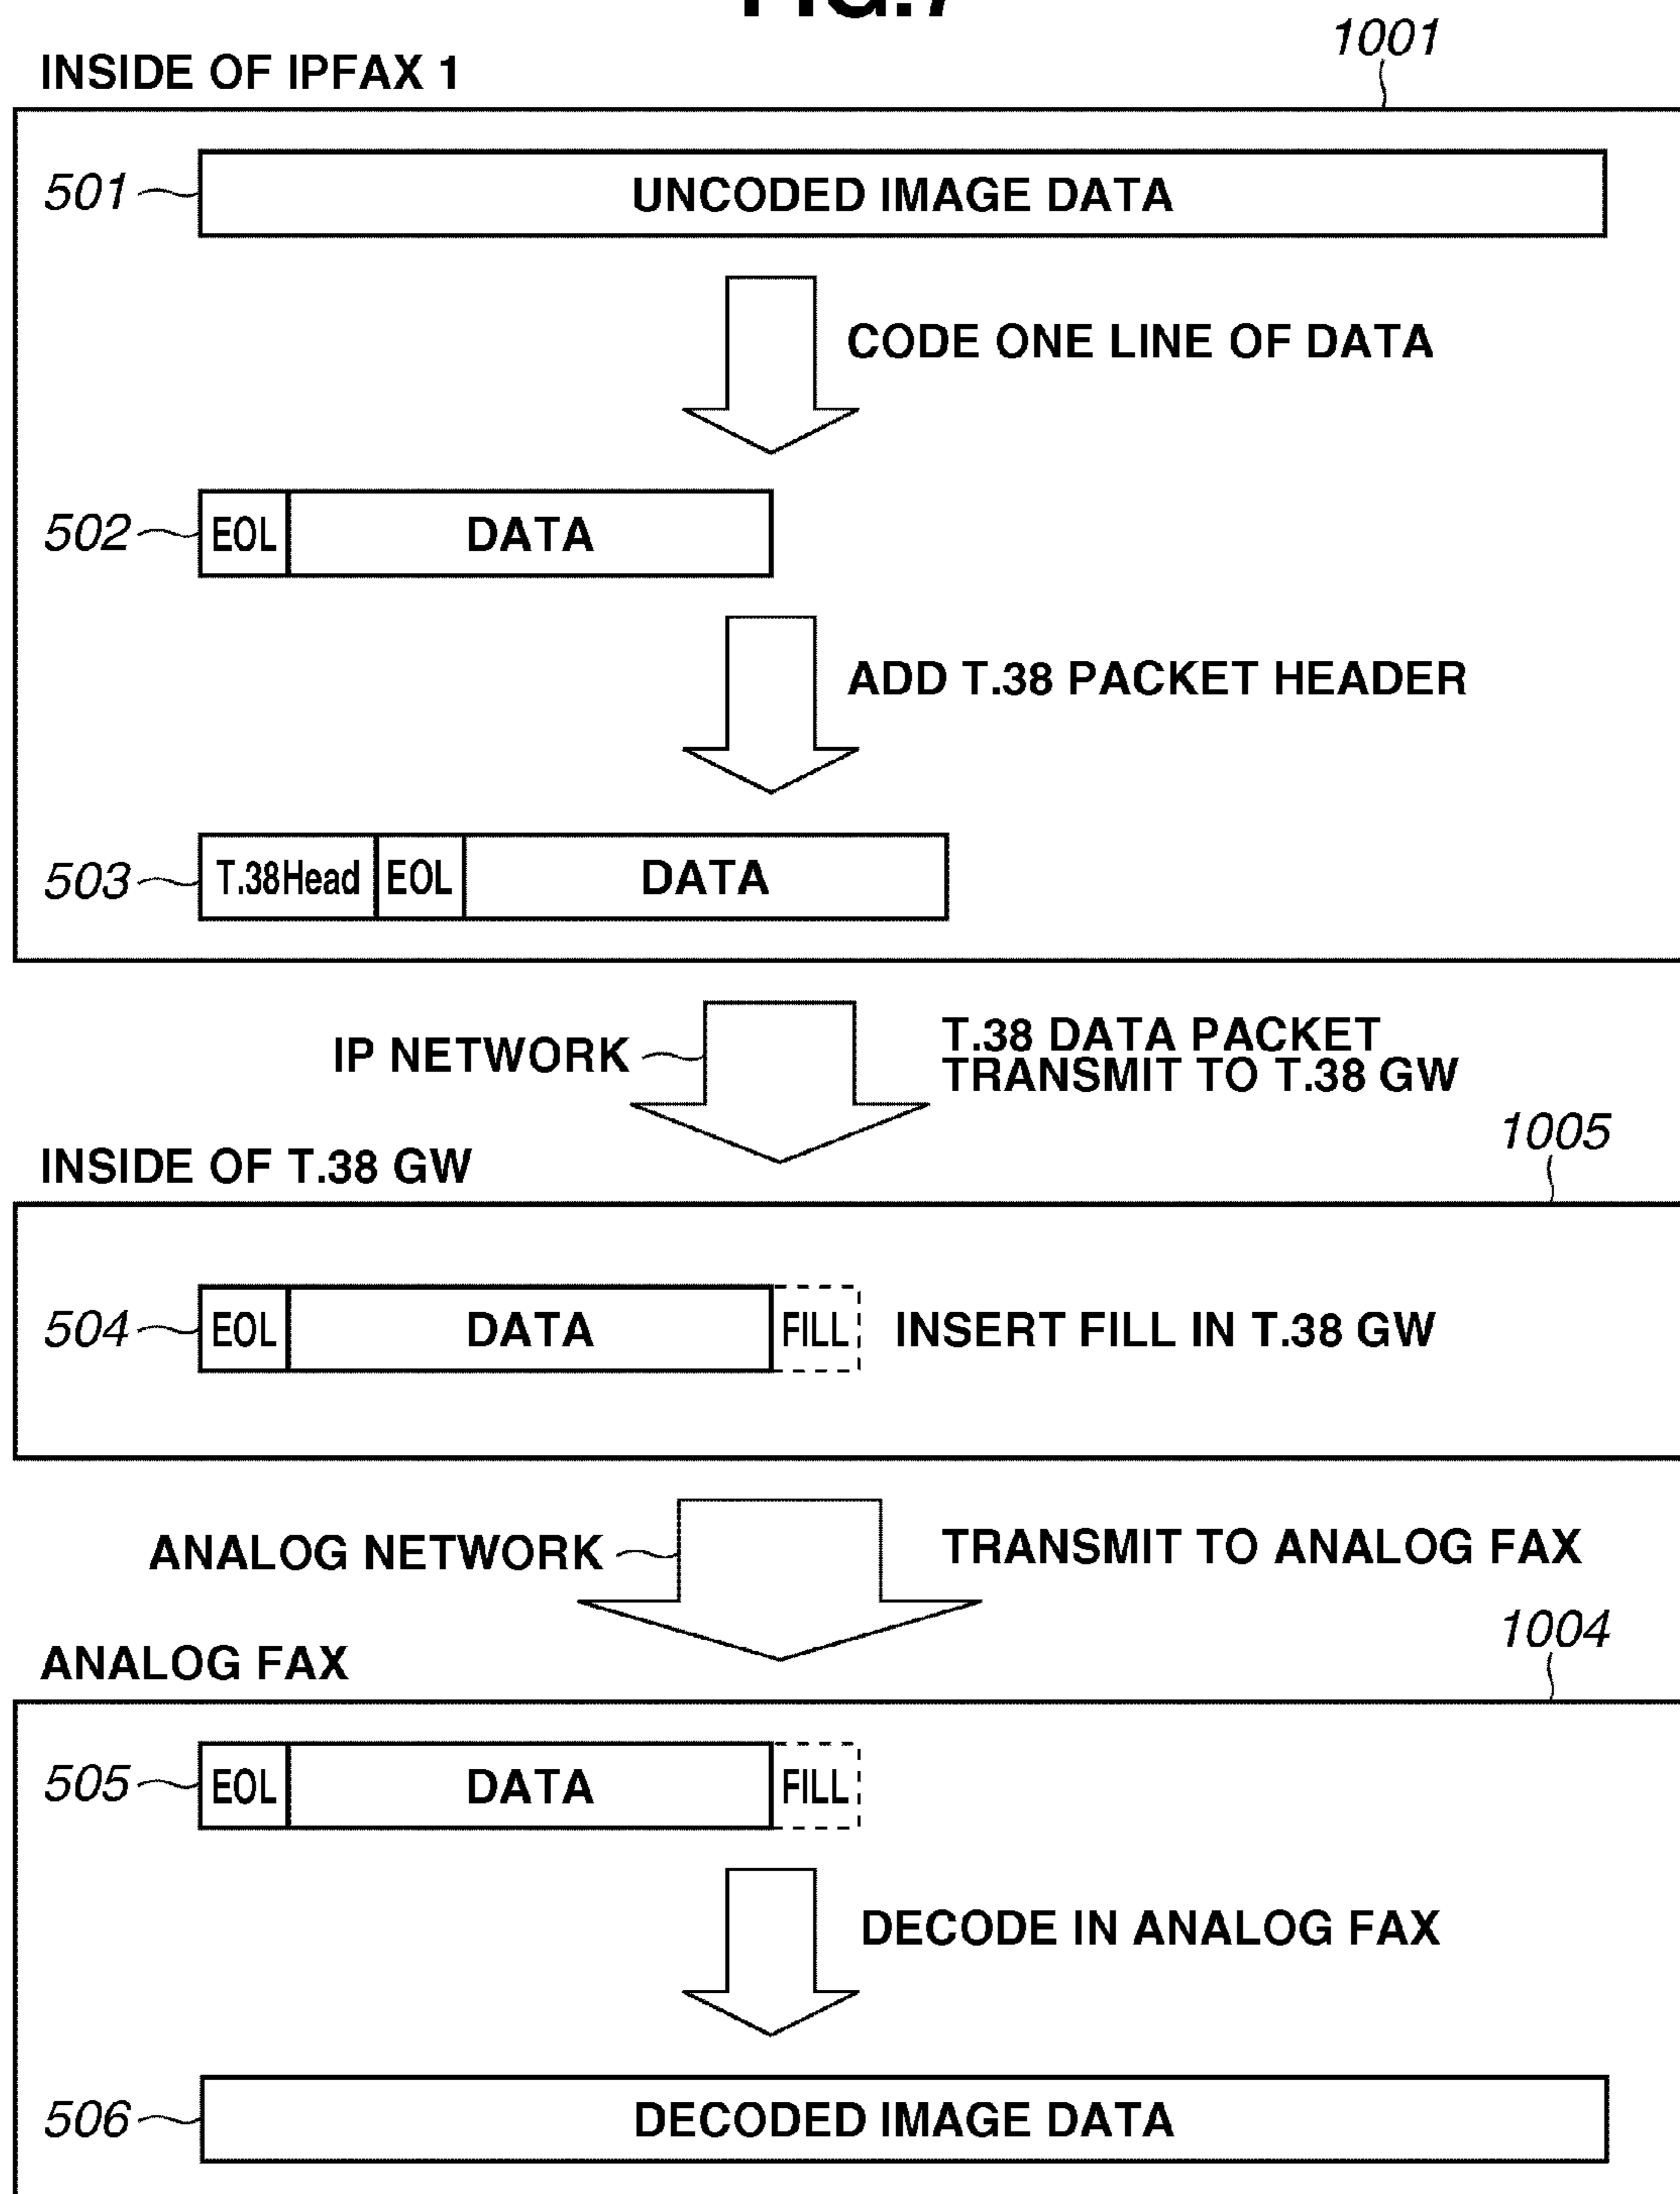 FIG.7
1001
INSIDE OF IPFAX 1
501
UNCODED IMAGE DATA
CODE ONE LINE OF DATA
502
EOL
DATA
ADD T.38 PACKET HEADER
503
T.38Head
EOL
DATA
IP NETWORK
T.38 DATA PACKET
TRANSMIT TO T.38 GW
1005
INSIDE OF T.38 GW
504
EOL
DATA
FILL
INSERT FILL IN T.38 GW
ANALOG NETWORK
TRANSMIT TO ANALOG FAX
1004
ANALOG FAX
505
EOL
DATA
FILL
DECODE IN ANALOG FAX
506
DECODED IMAGE DATA